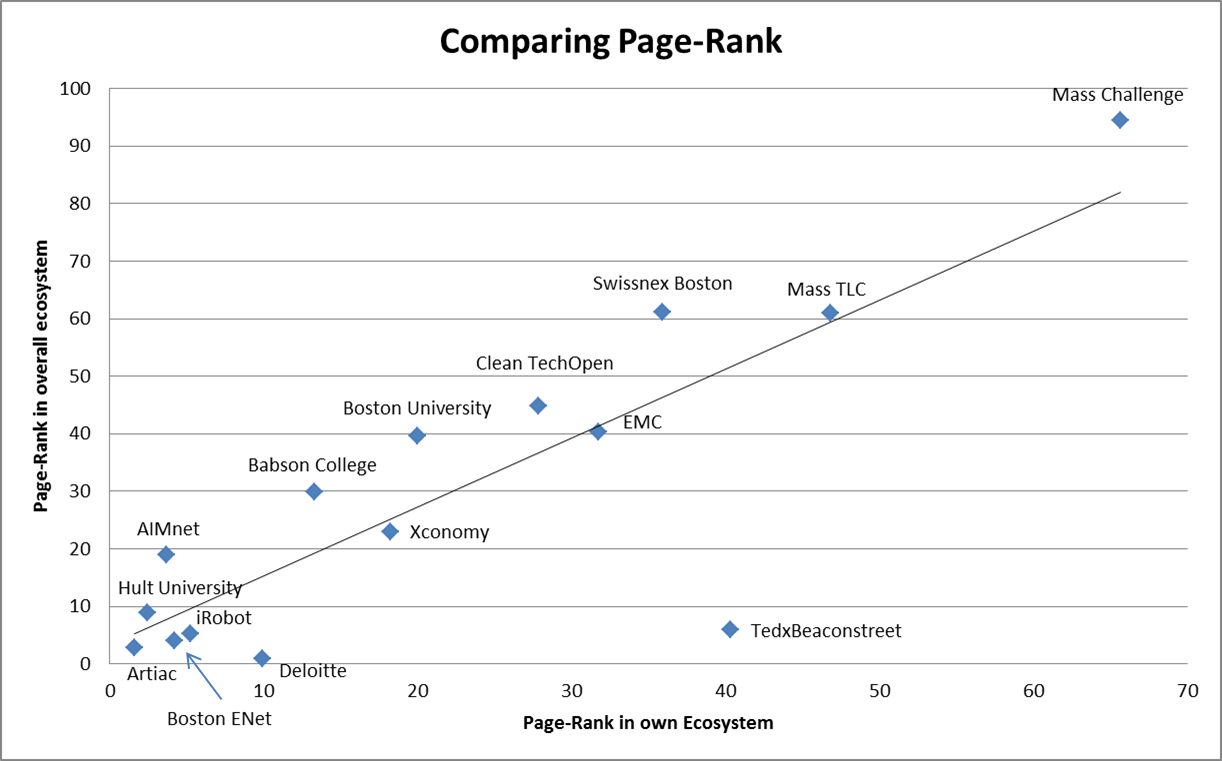 Comparing Page-Rank
100
90
80
70
60
50
40
30
20
10
0
Page-Rank in overall ecosystem
Mass Challenge
Swissnex Boston
Mass TLC
Clean TechOpen
Boston University
EMC
Babson College
AIMnet
Xconomy
Hult University
iRobot
TedxBeaconstreet
Artiac
Deloitte
Boston ENet
0 10 20 30 40 50 60 70
Page-Rank in own Ecosystem